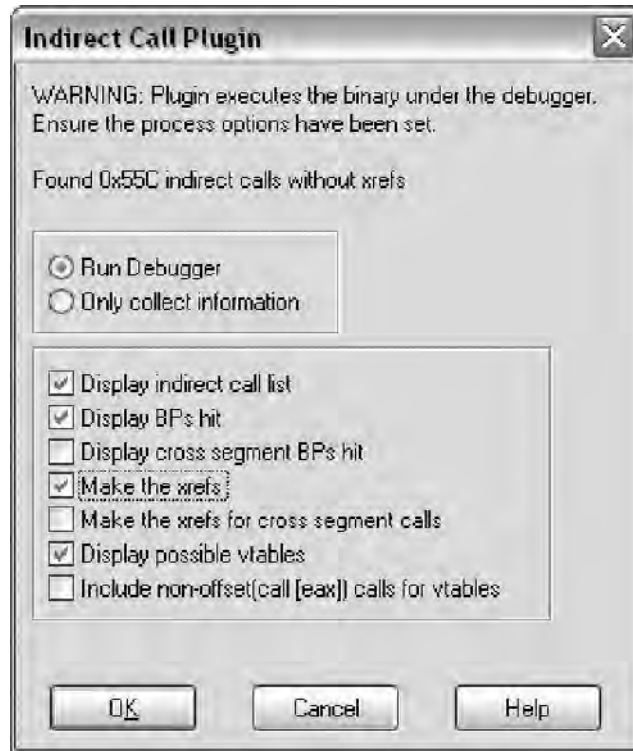 Indirect Call Plugin
WARNING: Plugin executes the binary under the debugger.
Ensure the process options have been set.
Found 0x55C indirect calls without xrefs
Run Debugger
Only collect information
Display indirect call list
Display BPs hit
Display cross segment BPs hit
Make the xrefs
Make the xrefs for cross segment calls
Display possible vtables
Include non-offset(call [eax]) calls for vtables
OK
Cancel
Help